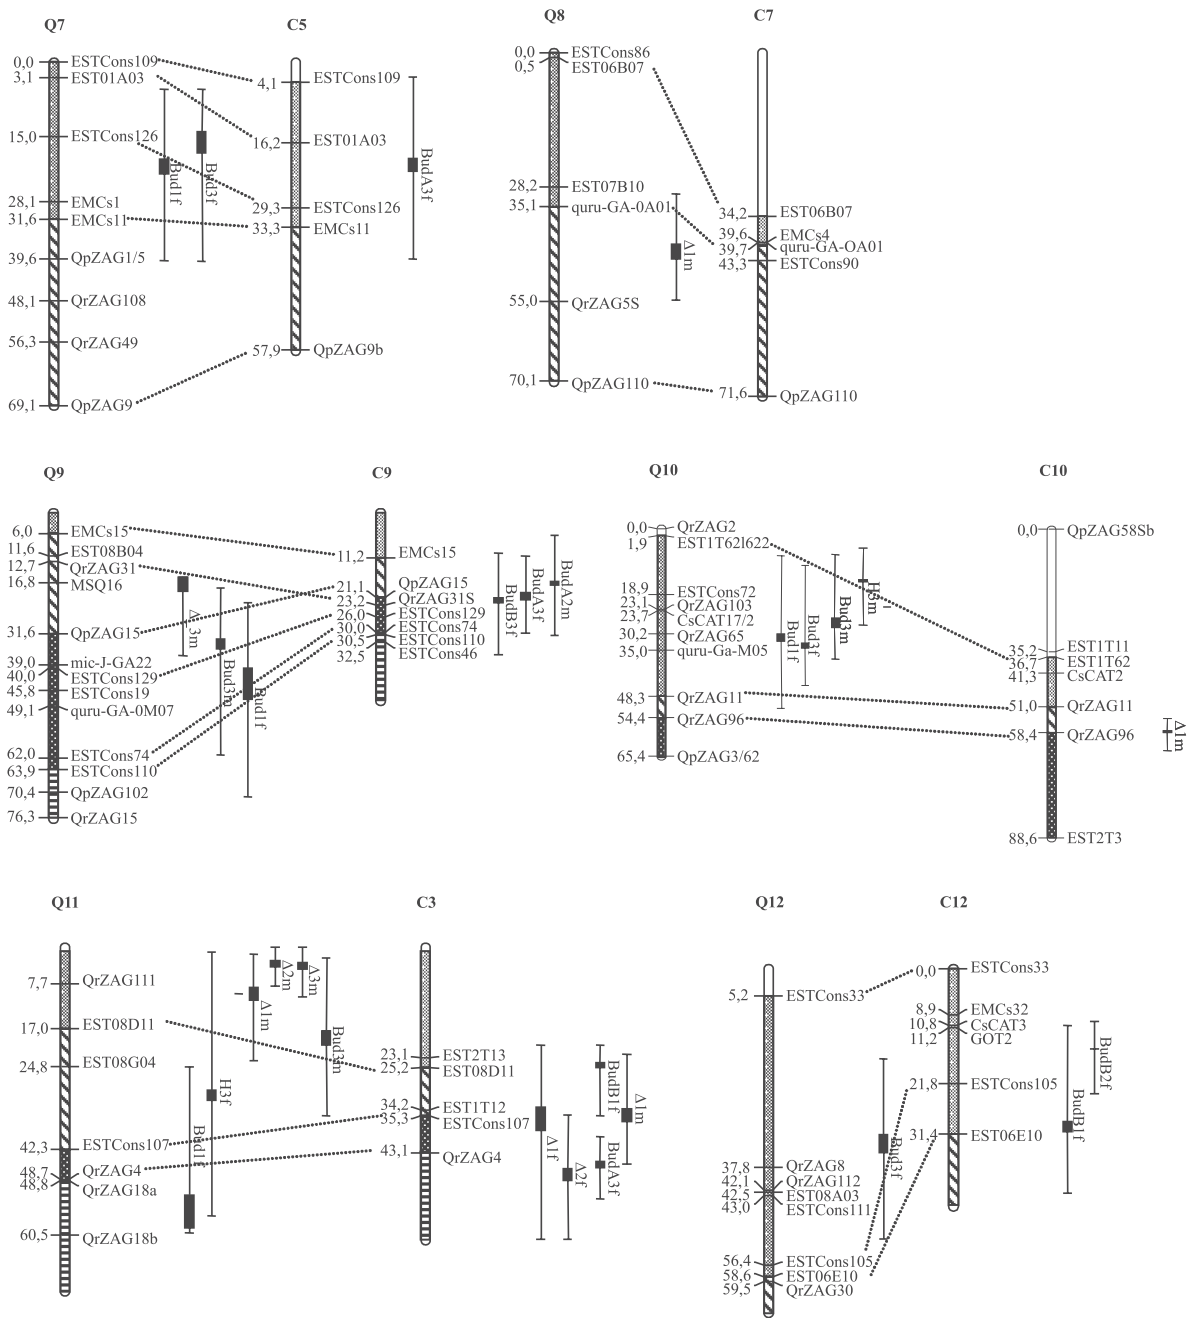 Q7
C5
Q8
C7
0,0 ESTCons109
3,1 EST01A03
15,0 ESTCons126
28,1 EMCs1
31,6 EMCs11
39,6 QpZAG1/5
48,1 QrZAG108
56,3 QrZAG49
69,1 QpZAG9
Bud1f
Bud3f
4,1 ESTCons109
16,2 EST01A03
29,3 ESTCons126
33,3 EMCs11
57,9 QpZAG9b
BudA3f
0,0 ESTCons86
0,5 EST06B07
28,2 EST07B10
35,1 quru-GA-0A01
55,0 QrZAG5S
70,1 QpZAG110
Δ1m
34,2 EST06B07
39,6 EMCs4
39,7 quru-GA-OA01
43,3 ESTCons90
71,6 QpZAG110
Q9
C9
Q10
C10
6,0 EMCs15
11,6 EST08B04
12,7 QrZAG31
16,8 MSQ16
31,6 QpZAG15
39,0 mic-J-GA22
40,0 ESTCons129
45,8 ESTCons19
49,1 quru-GA-0M07
62,0 ESTCons74
63,9 ESTCons110
70,4 QpZAG102
76,3 QrZAG15
Δ_3m
Bud3m
Bud1f
11,2 EMCs15
21,1 QpZAG15
23,2 QrZAG31S
26,0 ESTCons129
30,0 ESTCons74
30,5 ESTCons110
32,5 ESTCons46
BudB3f
BudA3f
BudA2m
0,0 QrZAG2
1,9 EST1T62I622
18,9 ESTCons72
23,1 QrZAG103
23,7 CsCAT17/2
30,2 QrZAG65
35,0 quru-Ga-M05
48,3 QrZAG11
54,4 QrZAG96
65,4 QpZAG3/62
Bud1f
Bud3f
Bud3m
H3m
0,0 QpZAG58Sb
35,2 EST1T11
36,7 EST1T62
41,3 CsCAT2
51,0 QrZAG11
58,4 QrZAG96
88,6 EST2T3
Δ1m
Q11
C3
Q12
C12
7,7 QrZAG111
17,0 EST08D11
24,8 EST08G04
42,3 ESTCons107
48,7 QrZAG4
48,8 QrZAG18a
60,5 QrZAG18b
Bud1f
H3f
Δ1m
Δ2m
Δ3m
Bud3m
23,1 EST2T13
25,2 EST08D11
34,2 EST1T12
35,3 ESTCons107
43,1 QrZAG4
Δ1f
Δ2f
BudB1f
BudA3f
Δ1m
5,2 ESTCons33
37,8 QrZAG8
42,1 QrZAG112
42,5 EST08A03
43,0 ESTCons111
56,4 ESTCons105
58,6 EST06E10
59,5 QrZAG30
Bud3f
0,0 ESTCons33
8,9 EMCs32
10,8 CsCAT3
11,2 GOT2
21,8 ESTCons105
31,4 EST06E10
BudB1f
BudB2f